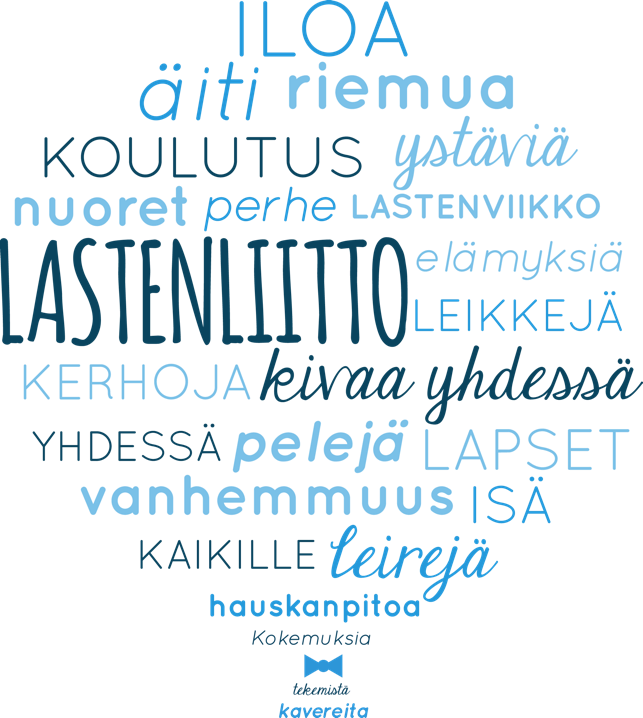 ILOA
äiti riemua
KOULUTUS ystäviä
nuoret perhe LASTENVIIKKO
LASTENLIITTO elämyksiä
LEIKKEJÄ
KERHOJA kivaa yhdessä
YHDESSÄ pelejä LAPSET
vanhemmuus ISÄ
KAIKILLE leirejä
hauskanpitoa
Kokemuksia
tekemistä
kavereita